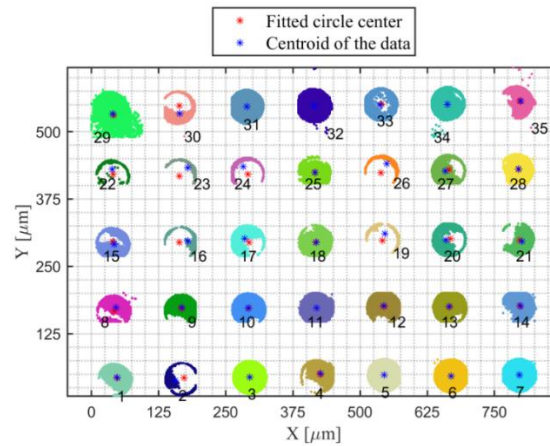 Fitted circle center
Centroid of the data
500
375
250
125
Y [μm]
29 30 31 32 33 34 35
22 23 24 25 26 27 28
15 16 17 18 19 20 21
8 9 10 11 12 13 14
1 2 3 4 5 6 7
0 125 250 375 500 625 750
X [μm]